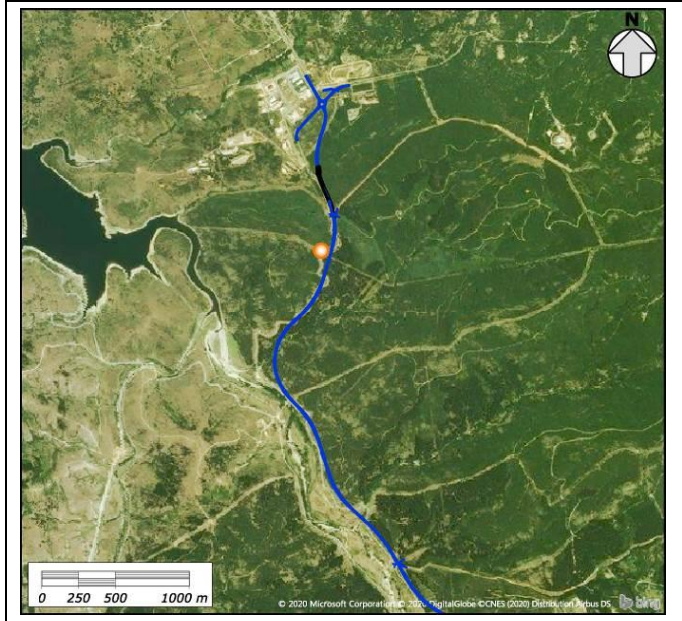 N
0 250 500 1000 m
© 2020 Microsoft Corporation © 2020 DigitalGlobe ©CNES (2020) Distribution Airbus DS
bing